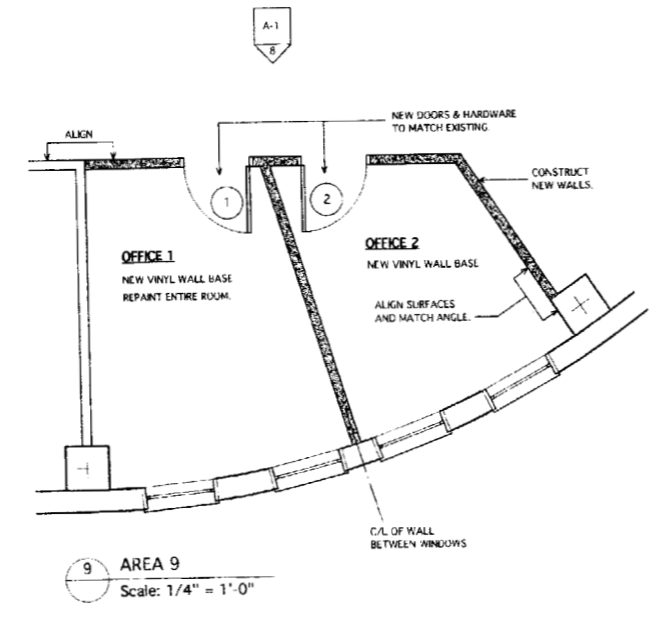 A-1
8
NEW DOORS & HARDWARE
TO MATCH EXISTING.
ALIGN
CONSTRUCT
NEW WALLS.
1
2
OFFICE 1
NEW VINYL WALL BASE
REPAINT ENTIRE ROOM.
OFFICE 2
NEW VINYL WALL BASE
ALIGN SURFACES
AND MATCH ANGLE.
C/L OF WALL
BETWEEN WINDOWS
9
AREA 9
Scale: 1/4" = 1'-0"